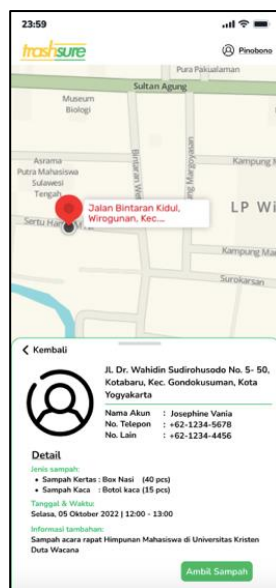 23:59
trashsure
Pinobono
Pura Pakualaman
Sultan Agung
Museum
Biologi
Asrama
Putra Mahasiswa
Sulawesi
Tengah
Kampung
Jalan Bintaran Kidul,
Wirogunan, Kec....
LP Wi
Kampung Ma
Surokarsan
Kembali
Jl. Dr. Wahidin Sudirohusodo No. 5- 50,
Kotabaru, Kec. Gondokusuman, Kota
Yogyakarta
Nama Akun : Josephine Vania
No. Telepon : +62-1234-5678
No. Lain : +62-1234-4456
Detail
Jenis sampah:
• Sampah Kertas : Box Nasi (40 pcs)
• Sampah Kaca : Botol kaca (15 pcs)
Tanggal & Waktu:
Selasa, 05 Oktober 2022 | 12:00 - 13:00
Informasi tambahan:
Sampah acara rapat Himpunan Mahasiswa di Universitas Kristen
Duta Wacana
Ambil Sampah